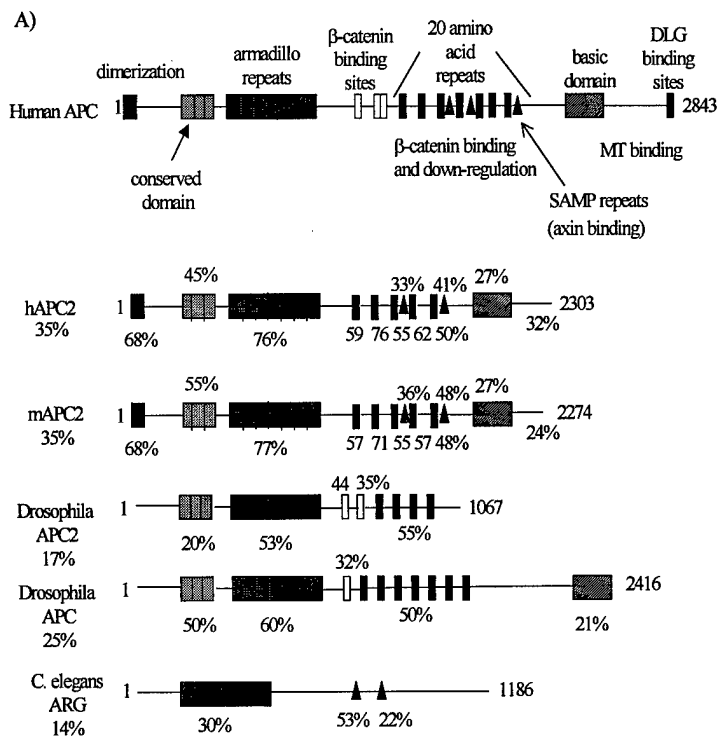 A)
dimerization
armadillo
repeats
β-catenin
binding
sites
20 amino
acid
repeats
basic
domain
DLG
binding
sites
Human APC
1
2843
conserved
domain
β-catenin binding
and down-regulation
MT binding
SAMP repeats
(axin binding)
45%
33%
41%
27%
hAPC2
35%
1
2303
68%
76%
59
76
55
62
50%
32%
55%
36%
48%
27%
mAPC2
35%
1
2274
68%
77%
57
71
55
57
48%
24%
44
35%
Drosophila
APC2
17%
1
1067
20%
53%
55%
32%
Drosophila
APC
25%
1
2416
50%
60%
50%
21%
C. elegans
ARG
14%
1
1186
30%
53%
22%